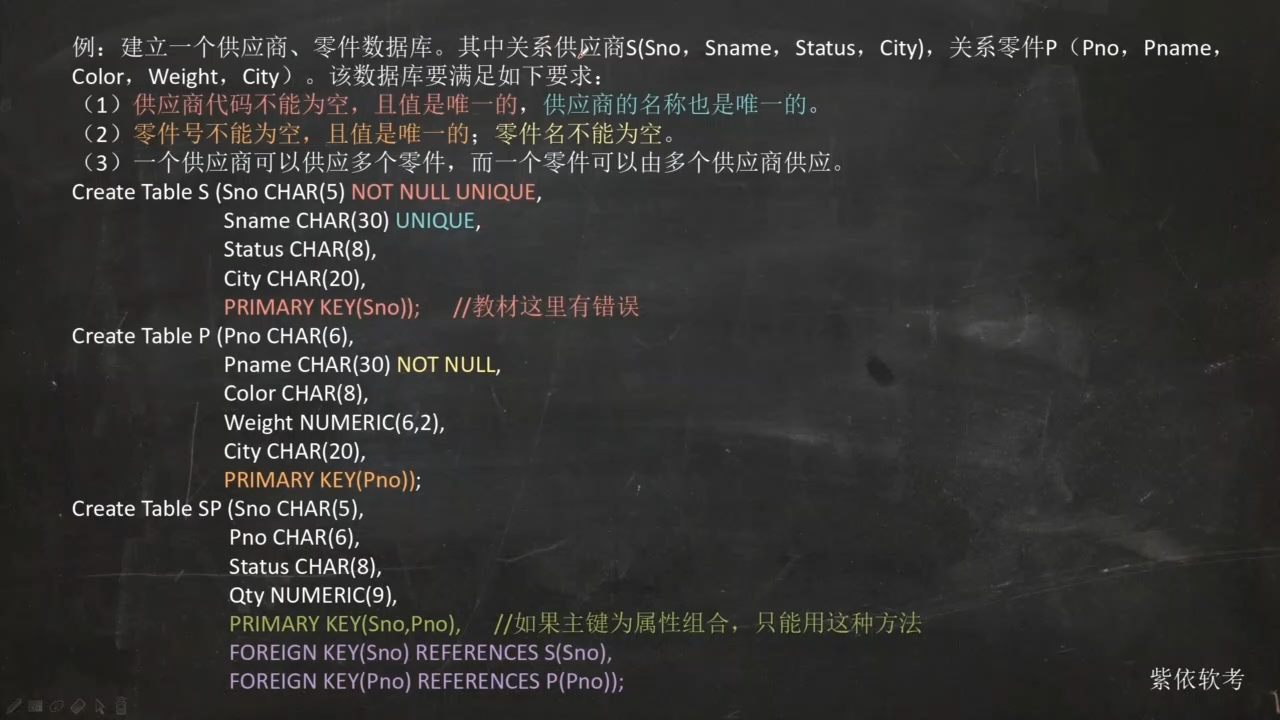 例：建立一个供应商、零件数据库。其中关系供应商S(Sno，Sname，Status，City)，关系零件P（Pno，Pname，
Color，Weight，City）。该数据库要满足如下要求：
（1）供应商代码不能为空，且值是唯一的，供应商的名称也是唯一的。
（2）零件号不能为空，且值是唯一的；零件名不能为空。
（3）一个供应商可以供应多个零件，而一个零件可以由多个供应商供应。
Create Table S (Sno CHAR(5) NOT NULL UNIQUE,
Sname CHAR(30) UNIQUE,
Status CHAR(8),
City CHAR(20),
PRIMARY KEY(Sno)); //教材这里有错误
Create Table P (Pno CHAR(6),
Pname CHAR(30) NOT NULL,
Color CHAR(8),
Weight NUMERIC(6,2),
City CHAR(20),
PRIMARY KEY(Pno));
Create Table SP (Sno CHAR(5),
Pno CHAR(6),
Status CHAR(8),
Qty NUMERIC(9),
PRIMARY KEY(Sno,Pno), //如果主键为属性组合，只能用这种方法
FOREIGN KEY(Sno) REFERENCES S(Sno),
FOREIGN KEY(Pno) REFERENCES P(Pno));
紫依软考